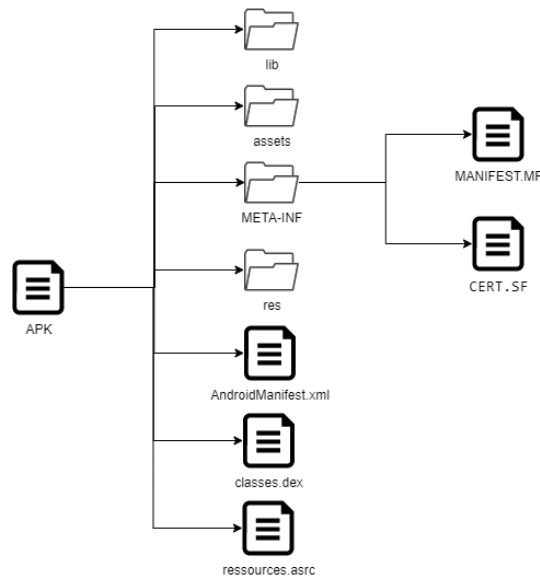 lib
assets
META-INF
MANIFEST.MF
CERT.SF
res
APK
AndroidManifest.xml
classes.dex
ressources.asrc